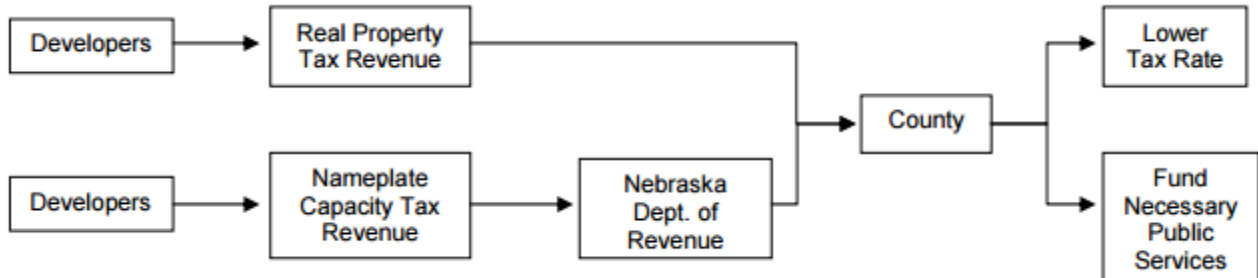 Developers
Real Property
Tax Revenue
Lower
Tax Rate
County
Developers
Nameplate
Capacity Tax
Revenue
Nebraska
Dept. of
Revenue
Fund
Necessary
Public
Services